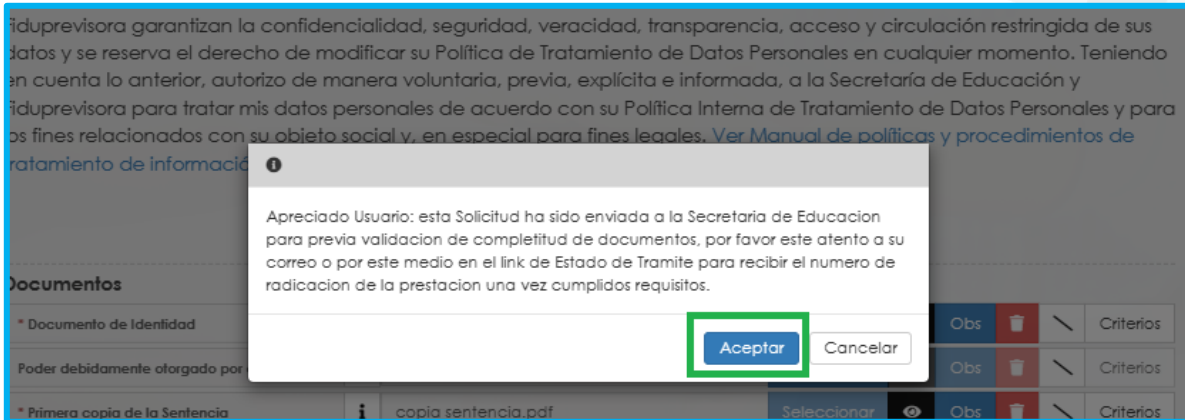 iduprevisora garantizan la confidencialidad, seguridad, veracidad, transparencia, acceso y circulación restringida de sus
datos y se reserva el derecho de modificar su Política de Tratamiento de Datos Personales en cualquier momento. Teniendo
en cuenta lo anterior, autorizo de manera voluntaria, previa, explícita e informada, a la Secretaría de Educación y
iduprevisora para tratar mis datos personales de acuerdo con su Política Interna de Tratamiento de Datos Personales y para
os fines relacionados con su objeto social y, en especial para fines legales. Ver Manual de políticas y procedimientos de
ratamiento de informació
Apreciado Usuario: esta Solicitud ha sido enviada a la Secretaria de Educacion
para previa validacion de completitud de documentos, por favor este atento a su
correo o por este medio en el link de Estado de Tramite para recibir el numero de
radicacion de la prestacion una vez cumplidos requisitos.
Aceptar Cancelar
Documentos
* Documento de Identidad Obs Criterios
Poder debidamente otorgado por Obs Criterios
* Primera copia de la Sentencia i copia sentencia.pdf Seleccionar Obs Criterios